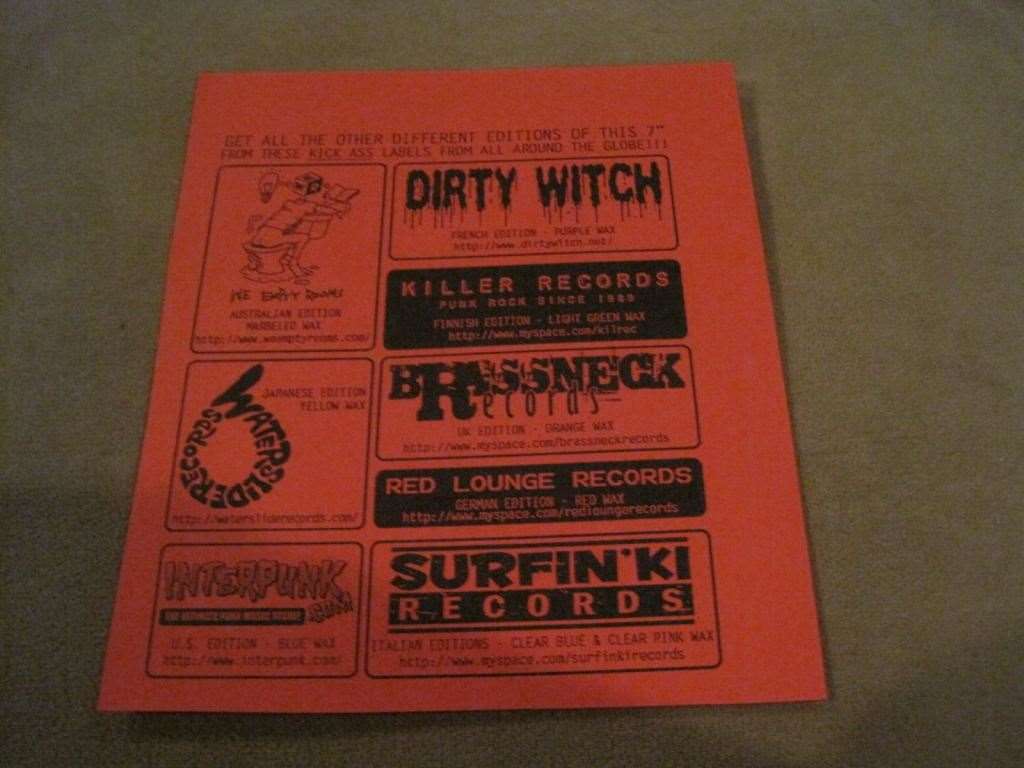 GET ALL THE OTHER DIFFERENT EDITIONS OF THIS 7"
FROM THESE KICK ASS LABELS FROM ALL AROUND THE GLOBE!!!
WE EMPTY ROOMS
AUSTRALIAN EDITION
MARBELED WAX
http://www.weemptyrooms.com/
DIRTY WITCH
FRENCH EDITION - PURPLE WAX
http://www.dirtywitch.net/
KILLER RECORDS
PUNK ROCK SINCE 1989
FINNISH EDITION - LIGHT GREEN WAX
http://www.myspace.com/kilrec
JAPANESE EDITION
YELLOW WAX
WATERSLIDE RECORDS
http://watersliderecords.com/
BRASSNECK
Records
UK EDITION - ORANGE WAX
http://www.myspace.com/brassneckrecords
RED LOUNGE RECORDS
GERMAN EDITION - RED WAX
http://www.myspace.com/redloungerecords
INTERPUNK
.COM
U.S. EDITION - BLUE WAX
http://www.interpunk.com/
SURFIN'KI
RECORDS
ITALIAN EDITIONS - CLEAR BLUE & CLEAR PINK WAX
http://www.myspace.com/surfinkirecords